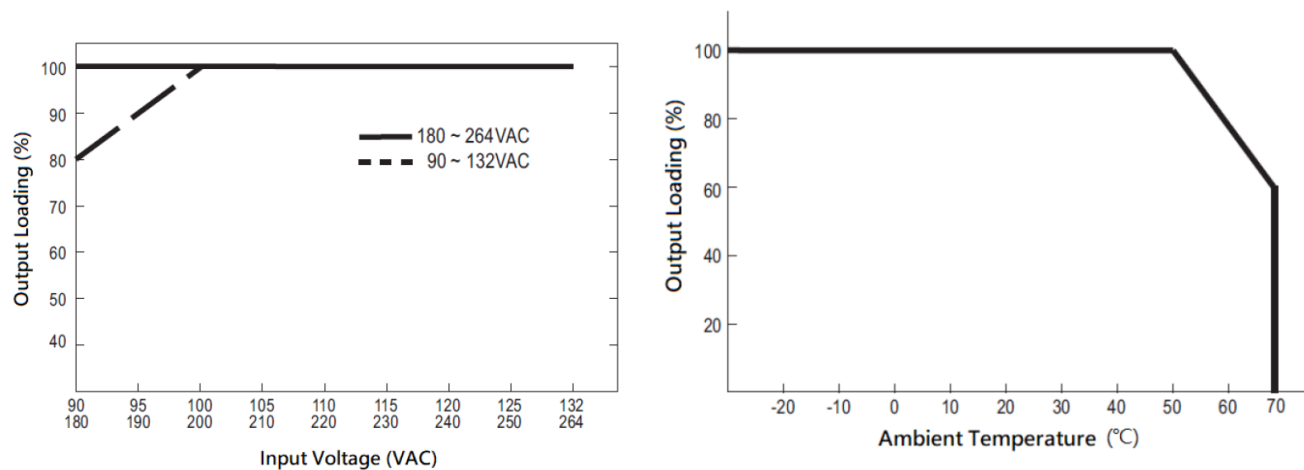 100
90
80
70
60
50
40
Output Loading (%)
180 ~ 264VAC
90 ~ 132VAC
90 95 100 105 110 115 120 125 132
180 190 200 210 220 230 240 250 264
Input Voltage (VAC)
100
80
60
40
20
Output Loading (%)
-20 -10 0 10 20 30 40 50 60 70
Ambient Temperature (℃)